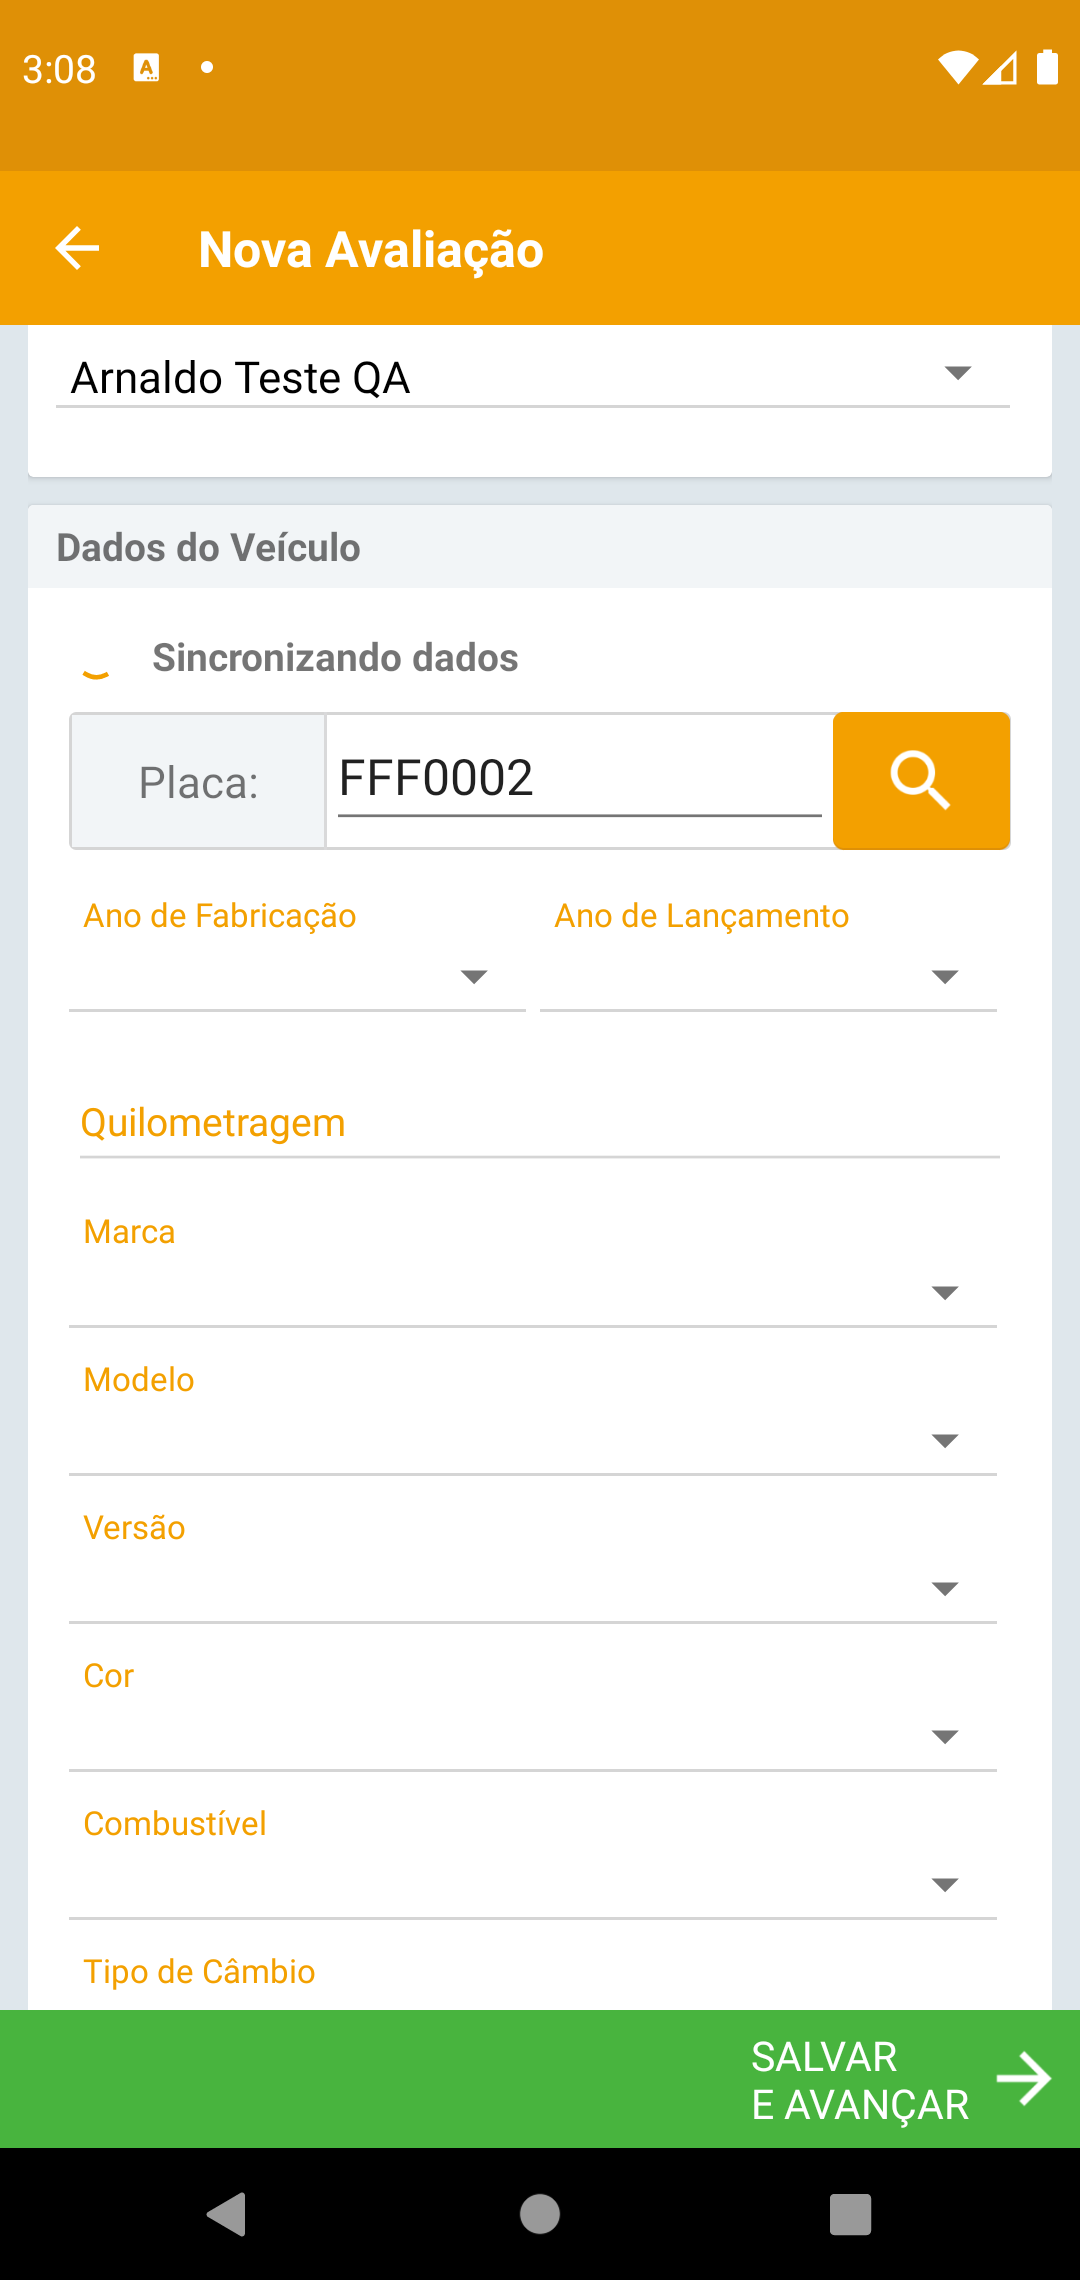 3:08
Nova Avaliação
Arnaldo Teste QA
Dados do Veículo
Sincronizando dados
Placa: FFF0002
Ano de Fabricação Ano de Lançamento
Quilometragem
Marca
Modelo
Versão
Cor
Combustível
Tipo de Câmbio
SALVAR
E AVANÇAR